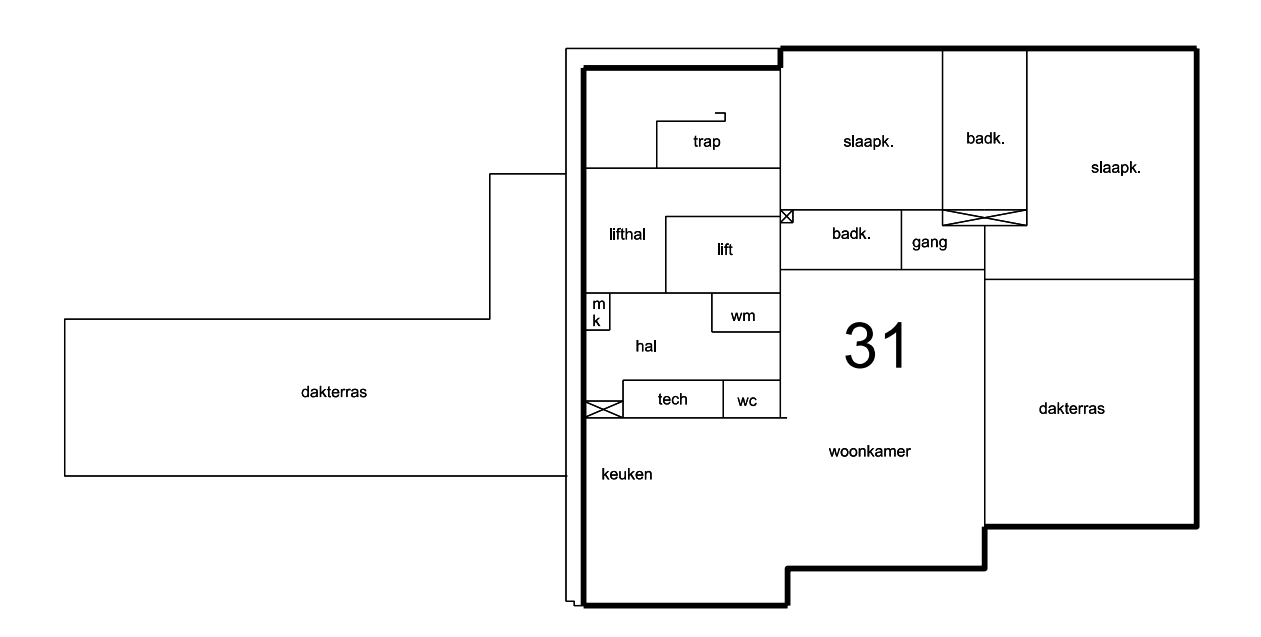 trap
slaapk.
badk.
slaapk.
lifthal
lift
badk.
gang
m
k
wm
hal
31
dakterras
tech
wc
dakterras
woonkamer
keuken